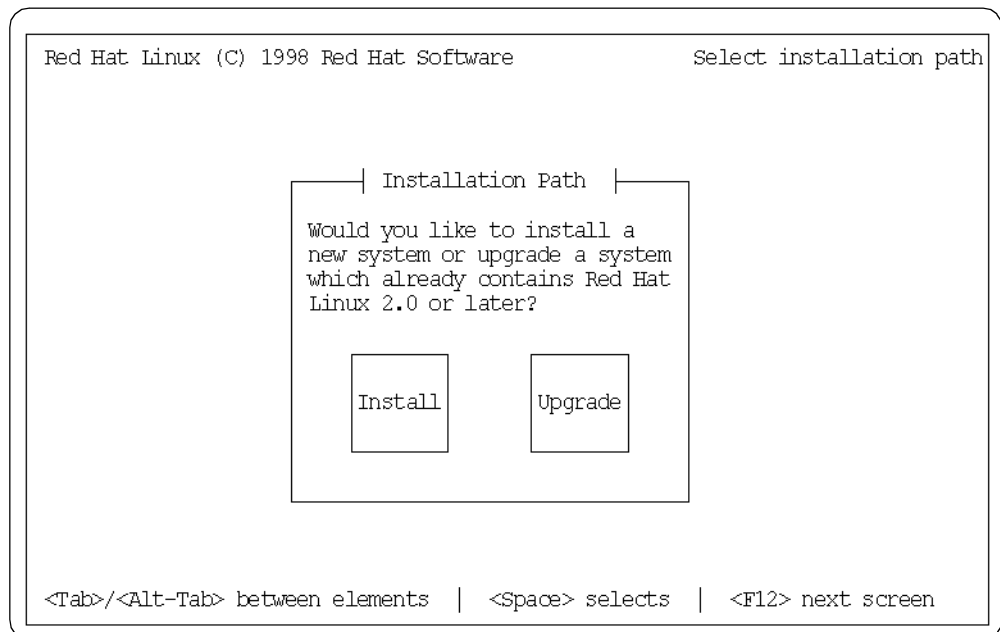 Red Hat Linux (C) 1998 Red Hat Software Select installation path
Installation Path
Would you like to install a
new system or upgrade a system
which already contains Red Hat
Linux 2.0 or later?
Install Upgrade
<Tab>/<Alt-Tab> between elements | <Space> selects | <F12> next screen